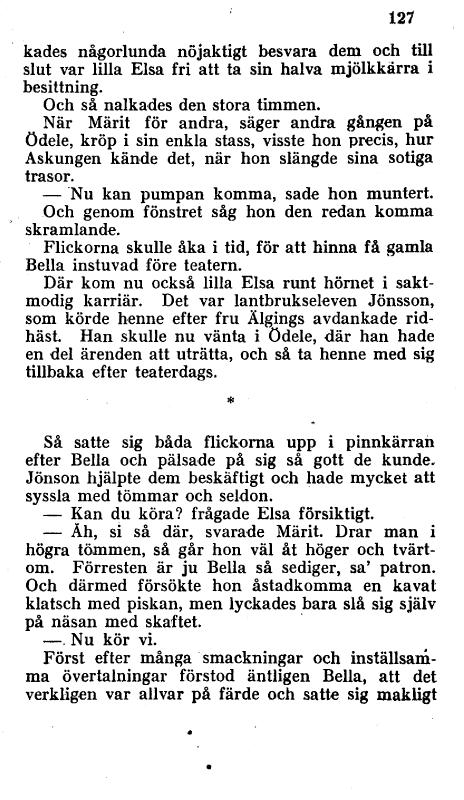 127
kades någorlunda nöjaktigt besvara dem och till
slut var lilla Elsa fri att ta sin halva mjölkkärra i
besittning.
Och så nalkades den stora timmen.
När Märit för andra, säger andra gången på
Ödele, kröp i sin enkla stass, visste hon precis, hur
Askungen kände det, när hon slängde sina sotiga
trasor.
— Nu kan pumpan komma, sade hon muntert.
Och genom fönstret såg hon den redan komma
skramlande.
Flickorna skulle åka i tid, för att hinna få gamla
Bella instuvad före teatern.
Där kom nu också lilla Elsa runt hörnet i sakt-
modig karriär. Det var lantbrukseleven Jönsson,
som körde henne efter fru Älgings avdankade rid-
häst. Han skulle nu vänta i Ödele, där han hade
en del ärenden att uträtta, och så ta henne med sig
tillbaka efter teaterdags.
*
Så satte sig båda flickorna upp i pinnkärran
efter Bella och pälsade på sig så gott de kunde.
Jönson hjälpte dem beskäftigt och hade mycket att
syssla med tömmar och seldon.
— Kan du köra? frågade Elsa försiktigt.
— Äh, si så där, svarade Märit. Drar man i
högra tömmen, så går hon väl åt höger och tvärt-
om. Förresten är ju Bella så sediger, sa' patron.
Och därmed försökte hon åstadkomma en kavat
klatsch med piskan, men lyckades bara slå sig själv
på näsan med skaftet.
— Nu kör vi.
Först efter många smackningar och inställsam-
ma övertalningar förstod äntligen Bella, att det
verkligen var allvar på färde och satte sig makligt